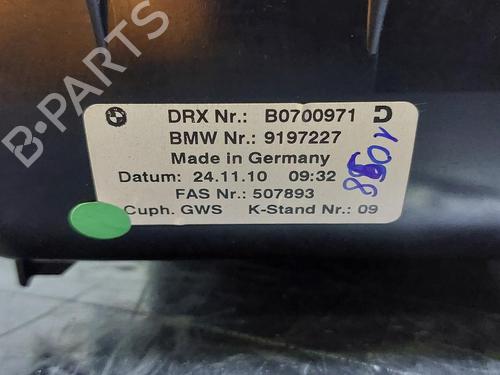 B-PARTS
DRX Nr.: B0700971 D
BMW Nr.: 9197227
Made in Germany
Datum: 24.11.10 09:32
FAS Nr.: 507893
Cuph. GWS K-Stand Nr.: 09